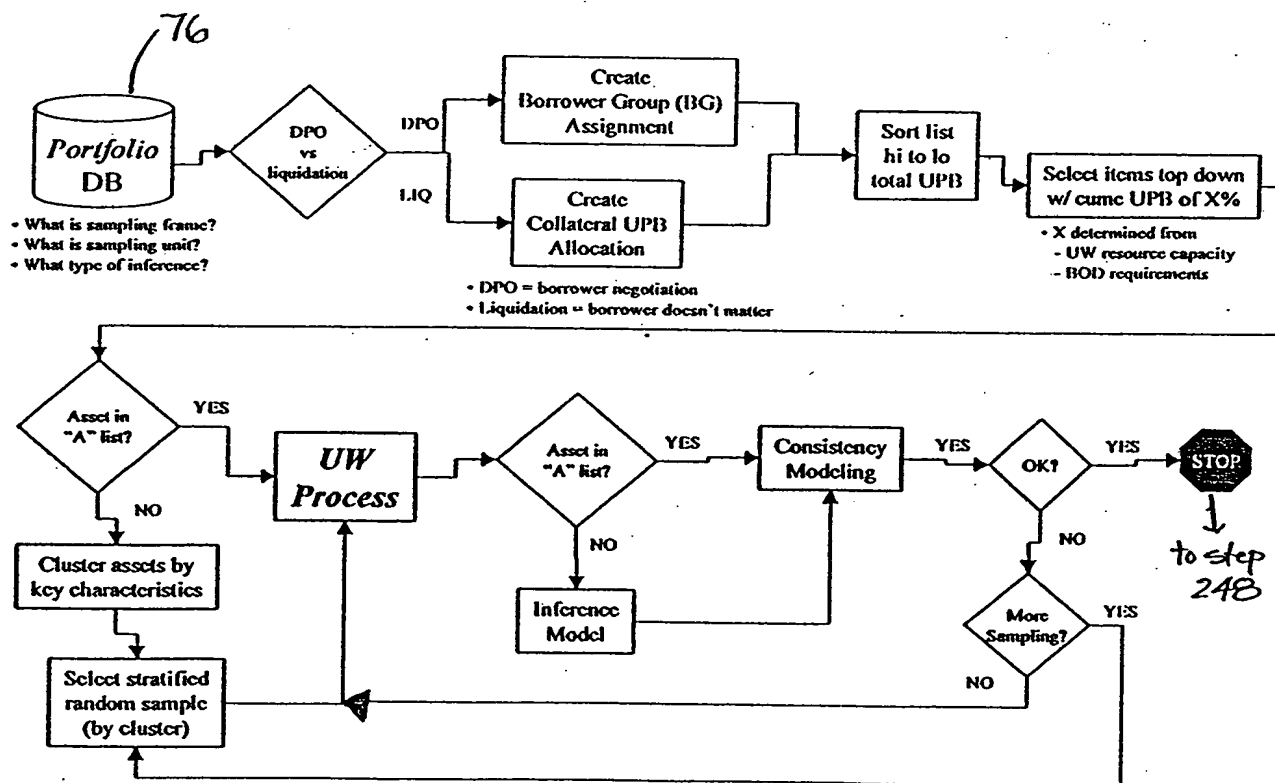 76
Portfolio
DB
• What is sampling frame?
• What is sampling unit?
• What type of inference?
DPO
vs
liquidation
DPO
LIQ
Create
Borrower Group (BG)
Assignment
Create
Collateral UPB
Allocation
• DPO = borrower negotiation
• Liquidation = borrower doesn't matter
Sort list
hi to lo
total UPB
Select items top down
w/ cume UPB of X%
• X determined from
- UW resource capacity
- BOD requirements
Asset in
"A" list?
YES
NO
Cluster assets by
key characteristics
Select stratified
random sample
(by cluster)
UW
Process
Asset in
"A" list?
YES
NO
Inference
Model
Consistency
Modeling
YES
OK?
YES
NO
STOP
to step
248
More
Sampling?
YES
NO